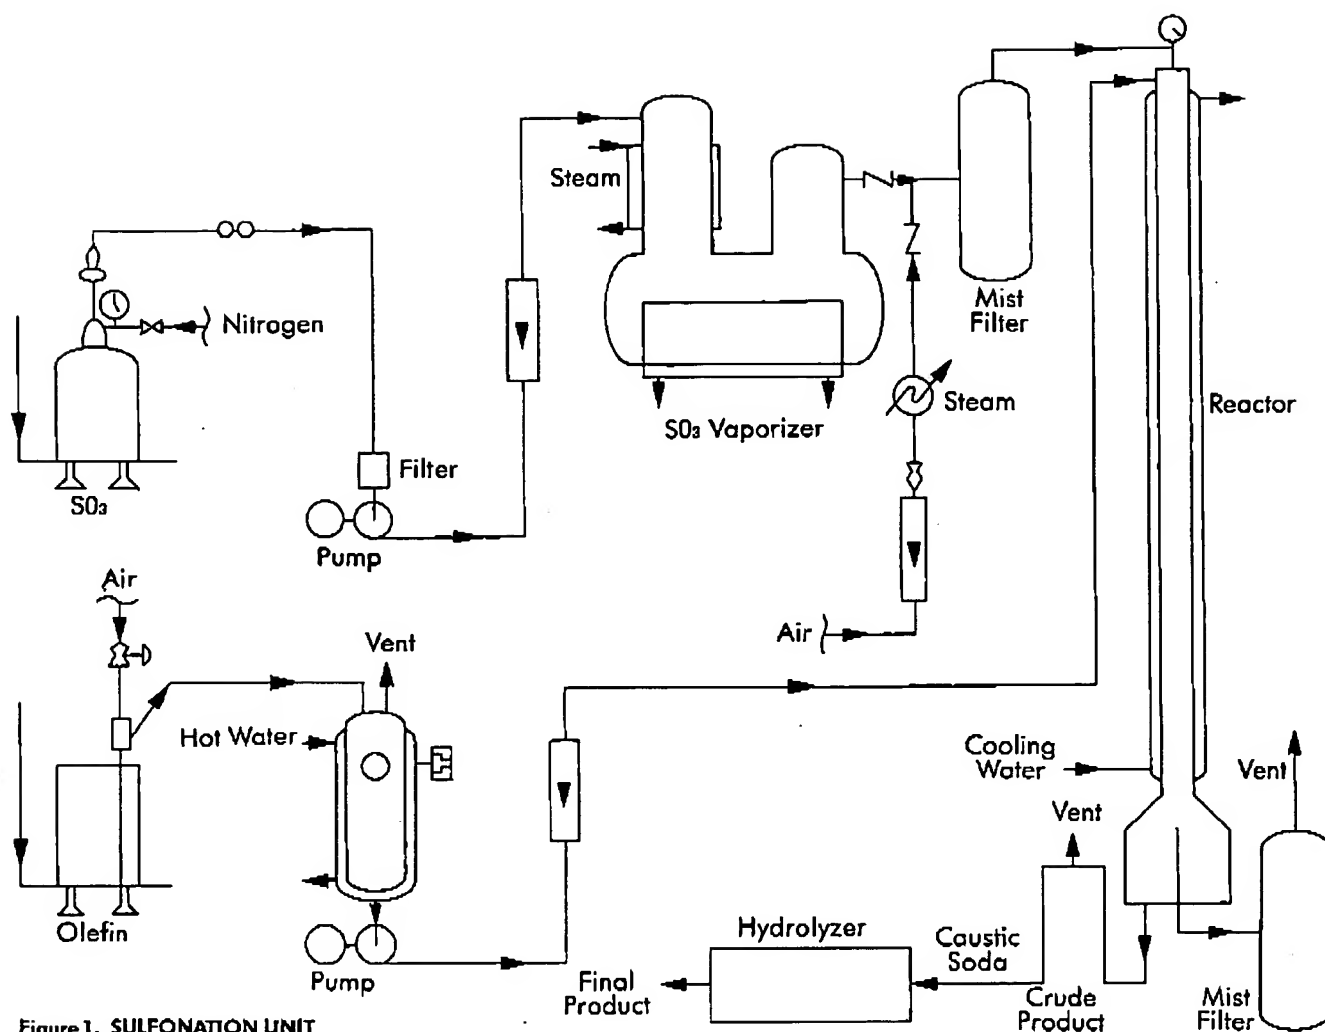 Steam
Nitrogen
Mist
Filter
SO₃ Vaporizer
Steam
Reactor
Filter
SO₃
Pump
Air
Air
Vent
Hot Water
Cooling
Water
Vent
Vent
Olefin
Pump
Hydrolyzer
Caustic
Soda
Final
Product
Crude
Product
Mist
Filter
Figure 1. SULFONATION UNIT